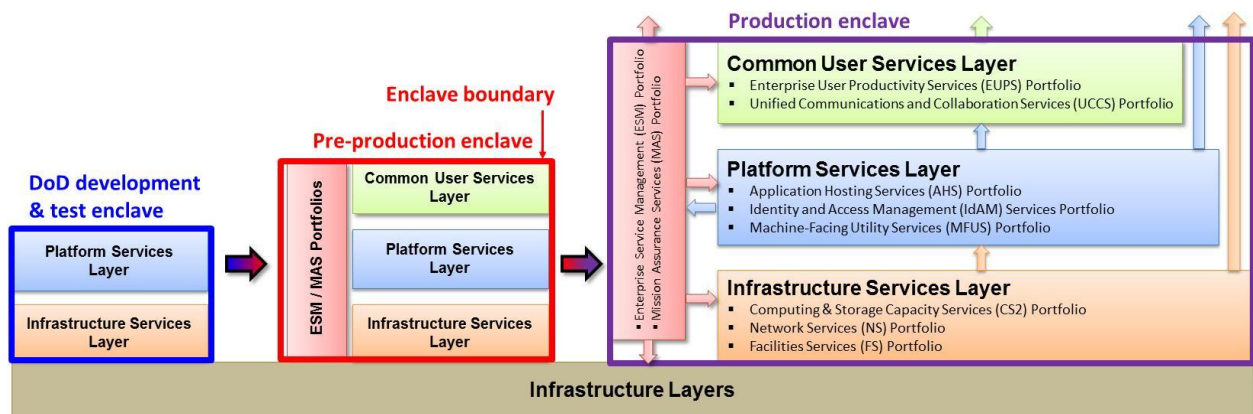 DoD development
& test enclave
Platform Services
Layer
Infrastructure Services
Layer
Enclave boundary
Pre-production enclave
ESM / MAS Portfolios
Common User Services
Layer
Platform Services
Layer
Infrastructure Services
Layer
Production enclave
▪ Enterprise Service Management (ESM) Portfolio
▪ Mission Assurance Services (MAS) Portfolio
Common User Services Layer
▪ Enterprise User Productivity Services (EUPS) Portfolio
▪ Unified Communications and Collaboration Services (UCCS) Portfolio
Platform Services Layer
▪ Application Hosting Services (AHS) Portfolio
▪ Identity and Access Management (IdAM) Services Portfolio
▪ Machine-Facing Utility Services (MFUS) Portfolio
Infrastructure Services Layer
▪ Computing & Storage Capacity Services (CS2) Portfolio
▪ Network Services (NS) Portfolio
▪ Facilities Services (FS) Portfolio
Infrastructure Layers